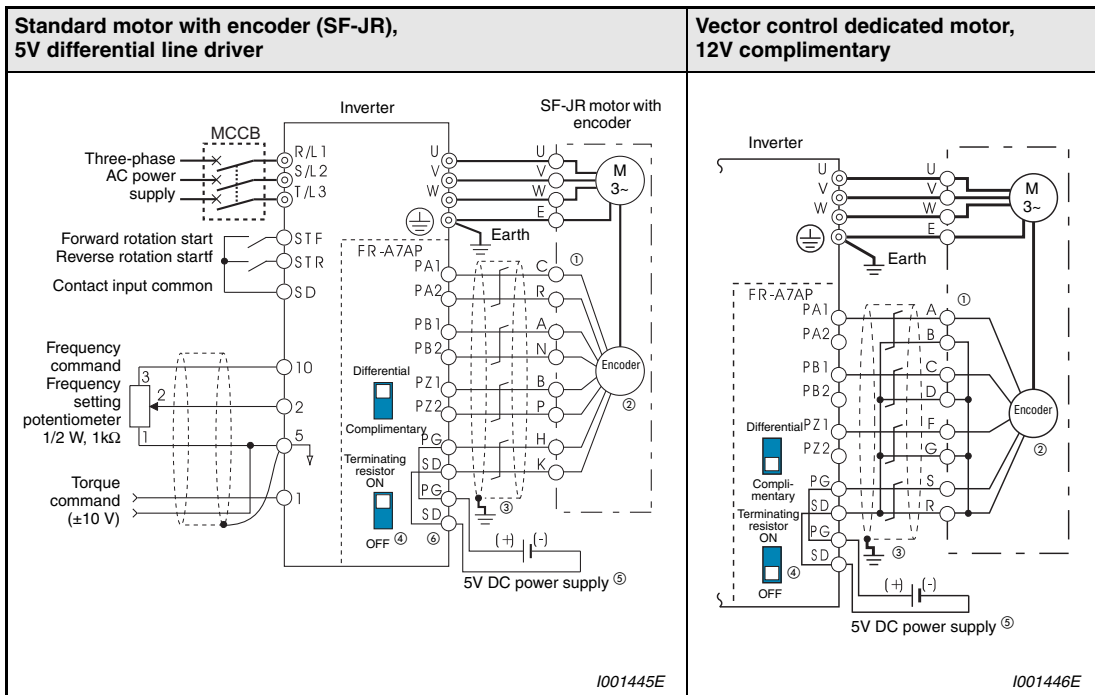 Standard motor with encoder (SF-JR),
5V differential line driver
Vector control dedicated motor,
12V complimentary
Inverter
SF-JR motor with
encoder
MCCB
Three-phase
AC power
supply
R/L1
S/L2
T/L3
U
V
W
U
V
W
E
M
3~
Earth
Forward rotation start
Reverse rotation startf
Contact input common
STF
STR
SD
FR-A7AP
PA1
PA2
PB1
PB2
PZ1
PZ2
PG
SD
PG
SD
C
R
A
N
B
P
H
K
①
Encoder
②
Differential
Complimentary
Terminating
resistor
ON
OFF ④
③
⑥
(+) (-)
5V DC power supply ⑤
Frequency
command
Frequency
setting
potentiometer
1/2 W, 1kΩ
3
2
1
10
2
5
1
Torque
command
(±10 V)
I001445E
Inverter
U
V
W
U
V
W
E
M
3~
Earth
FR-A7AP
PA1
PA2
PB1
PB2
PZ1
PZ2
PG
SD
PG
SD
A
B
C
D
F
G
S
R
①
Encoder
②
Differential
Compli-
mentary
Terminating
resistor
ON
④
OFF
③
(+) (-)
5V DC power supply ⑤
I001446E